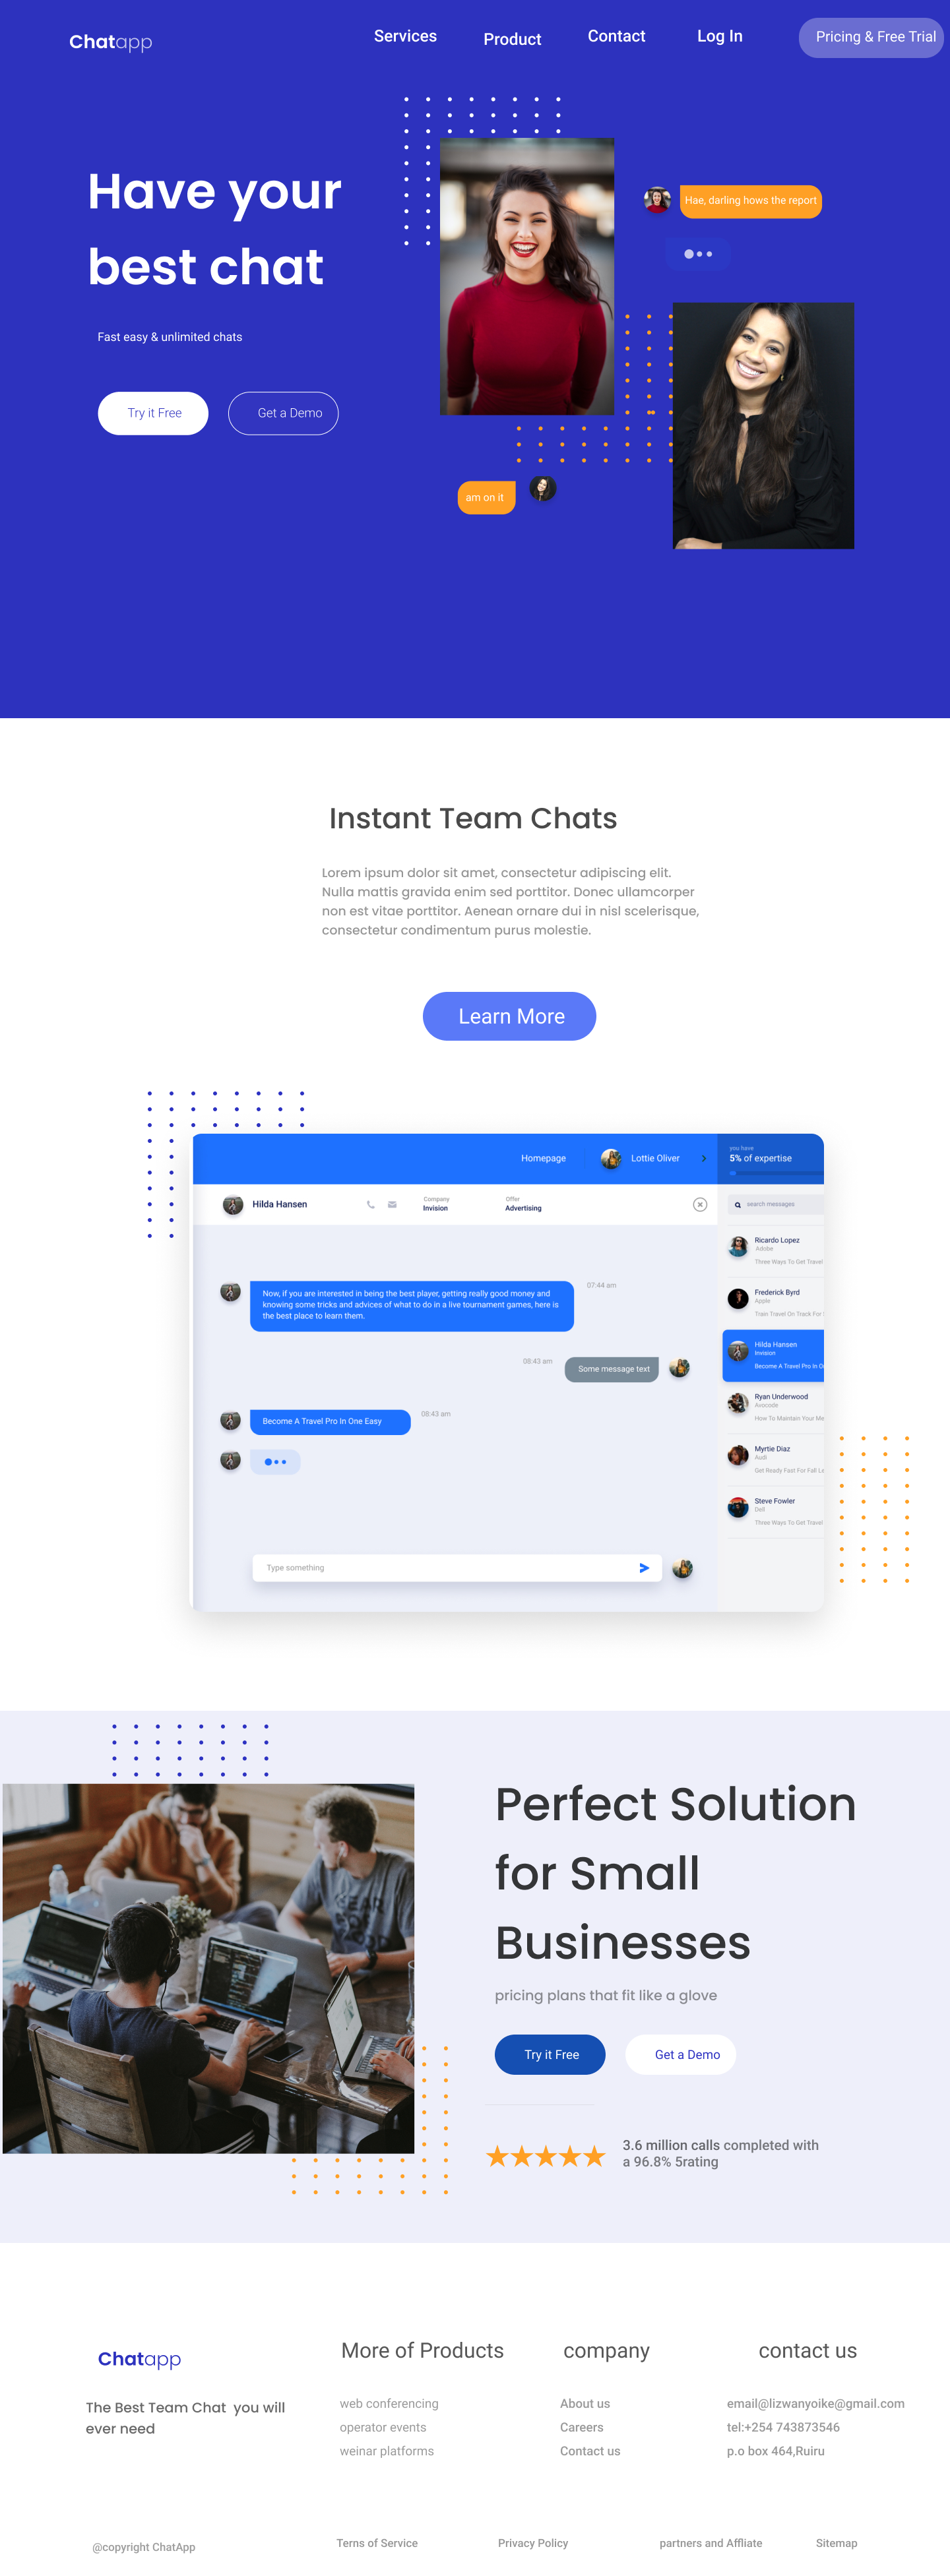 Chatapp
Services
Product
Contact
Log In
Pricing & Free Trial
Have your
best chat
Fast easy & unlimited chats
Try it Free
Get a Demo
Hae, darling hows the report
am on it
Instant Team Chats
Lorem ipsum dolor sit amet, consectetur adipiscing elit.
Nulla mattis gravida enim sed porttitor. Donec ullamcorper
non est vitae porttitor. Aenean ornare dui in nisl scelerisque,
consectetur condimentum purus molestie.
Learn More
Homepage
Lottie Oliver
you have
5% of expertise
Hilda Hansen
Company
Invision
Offer
Advertising
search messages
Ricardo Lopez
Adobe
Three Ways To Get Travel
Frederick Byrd
Apple
Train Travel On Track For
Hilda Hansen
Invision
Become A Travel Pro In O
Ryan Underwood
Avocode
How To Maintain Your Me
Myrtie Diaz
Audi
Get Ready Fast For Fall Le
Steve Fowler
Dell
Three Ways To Get Travel
Now, if you are interested in being the best player, getting really good money and
knowing some tricks and advices of what to do in a live tournament games, here is
the best place to learn them.
07:44 am
08:43 am
Some message text
Become A Travel Pro In One Easy
08:43 am
Type something
Perfect Solution
for Small
Businesses
pricing plans that fit like a glove
Try it Free
Get a Demo
3.6 million calls completed with
a 96.8% 5rating
Chatapp
The Best Team Chat  you will
ever need
More of Products
web conferencing
operator events
weinar platforms
company
About us
Careers
Contact us
contact us
email@lizwanyoike@gmail.com
tel:+254 743873546
p.o box 464,Ruiru
@copyright ChatApp
Terns of Service
Privacy Policy
partners and Affliate
Sitemap